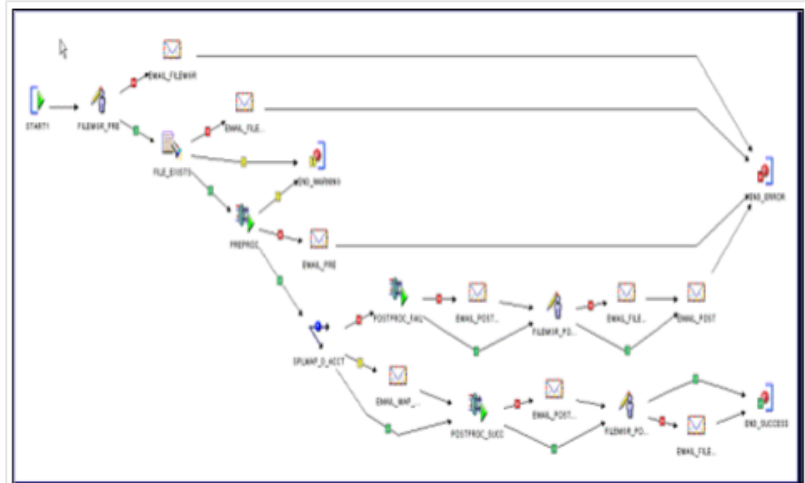 EMAIL_FILEMGR
START1
FILEMGR_PRE
EMAIL_FILE...
FILE_EXISTS
END_WARNING
END_ERROR
PREPROC
EMAIL_PRE
POSTPROC_FAIL
EMAIL_POST...
FILEMGR_PO...
EMAIL_FILE...
EMAIL_POST
EMAIL_MAP_...
POSTPROC_SUCC
EMAIL_POST...
FILEMGR_PO...
EMAIL_FILE...
END_SUCCESS